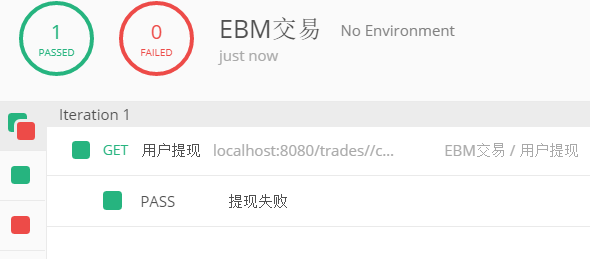 1
PASSED
0
FAILED
EBM交易 No Environment
just now
Iteration 1
GET 用户提现 localhost:8080/trades//c... EBM交易 / 用户提现
PASS 提现失败